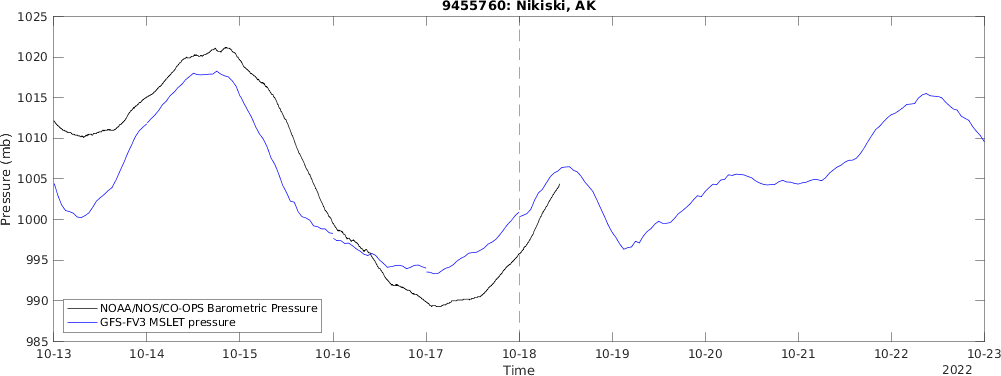 9455760: Nikiski, AK
1025
1020
1015
1010
1005
1000
995
990
985
Pressure (mb)
NOAA/NOS/CO-OPS Barometric Pressure
GFS-FV3 MSLET pressure
10-13 10-14 10-15 10-16 10-17 10-18 10-19 10-20 10-21 10-22 10-23
Time
2022